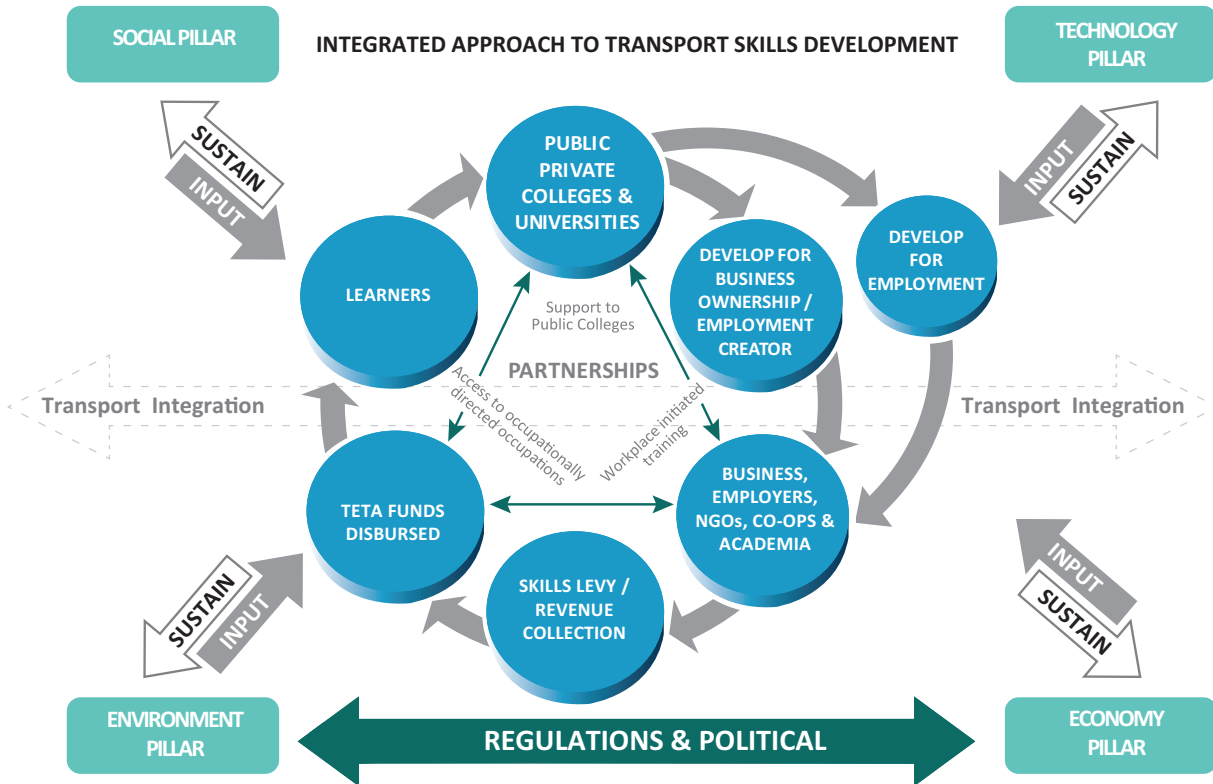 SOCIAL PILLAR
INTEGRATED APPROACH TO TRANSPORT SKILLS DEVELOPMENT
TECHNOLOGY
PILLAR
SUSTAIN
INPUT
INPUT
SUSTAIN
PUBLIC
PRIVATE
COLLEGES &
UNIVERSITIES
LEARNERS
DEVELOP FOR
BUSINESS
OWNERSHIP /
EMPLOYMENT
CREATOR
DEVELOP
FOR
EMPLOYMENT
Support to
Public Colleges
PARTNERSHIPS
Transport Integration
Access to occupationally
directed occupations
Workplace initiated
training
Transport Integration
TETA FUNDS
DISBURSED
BUSINESS,
EMPLOYERS,
NGOs, CO-OPS &
ACADEMIA
SKILLS LEVY /
REVENUE
COLLECTION
SUSTAIN
INPUT
INPUT
SUSTAIN
ENVIRONMENT
PILLAR
REGULATIONS & POLITICAL
ECONOMY
PILLAR